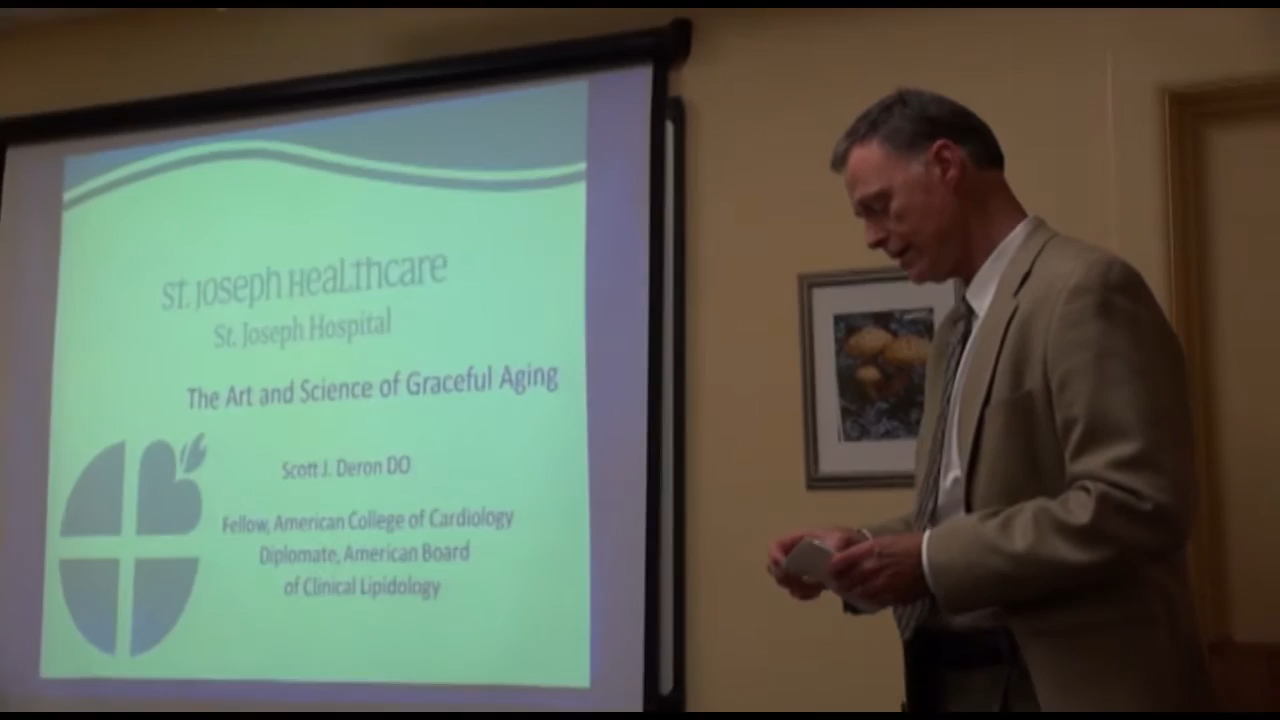 St. Joseph Healthcare
St. Joseph Hospital
The Art and Science of Graceful Aging
Scott J. Deron DO
Fellow, American College of Cardiology
Diplomate, American Board
of Clinical Lipidology